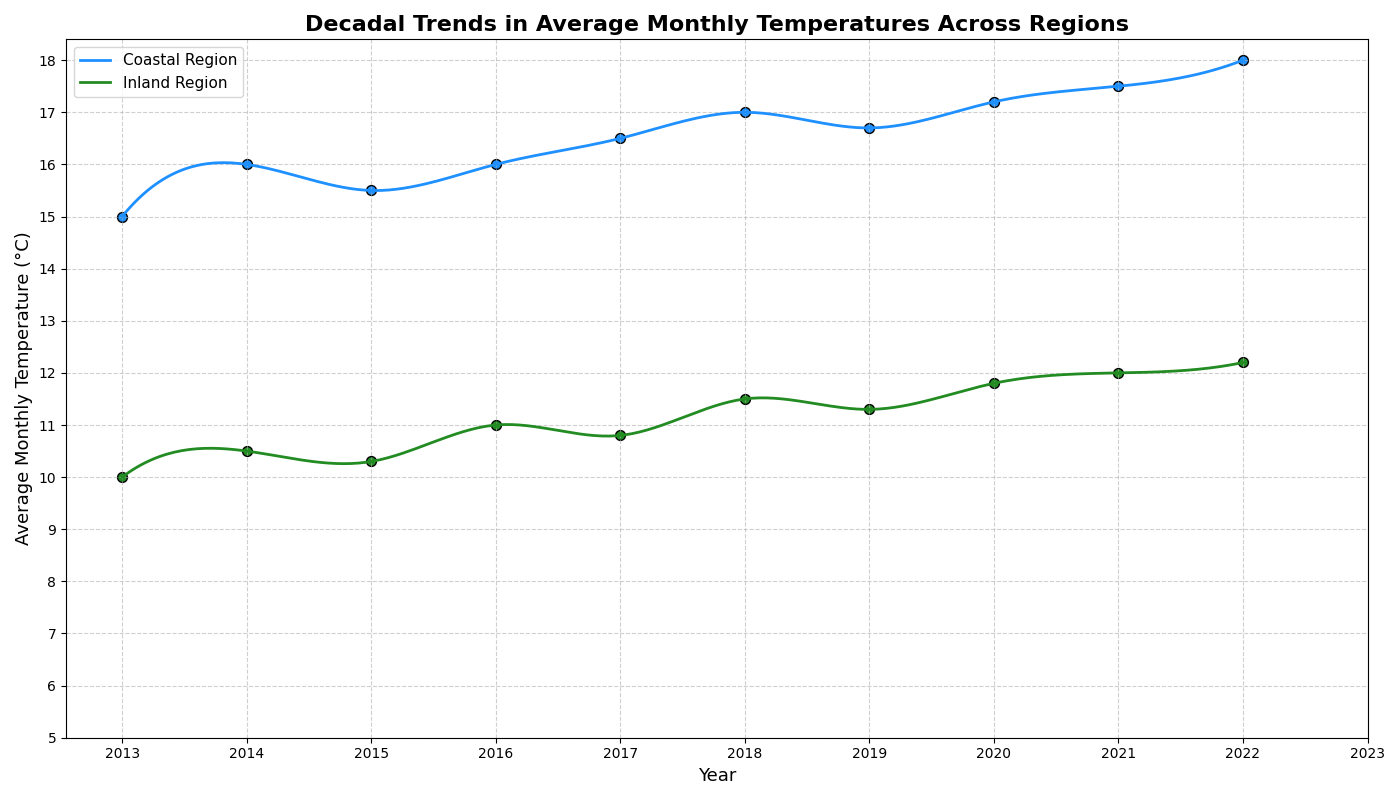 Decadal Trends in Average Monthly Temperatures Across Regions
Coastal Region
Inland Region
Average Monthly Temperature (°C)
18
17
16
15
14
13
12
11
10
9
8
7
6
5
2013 2014 2015 2016 2017 2018 2019 2020 2021 2022 2023
Year